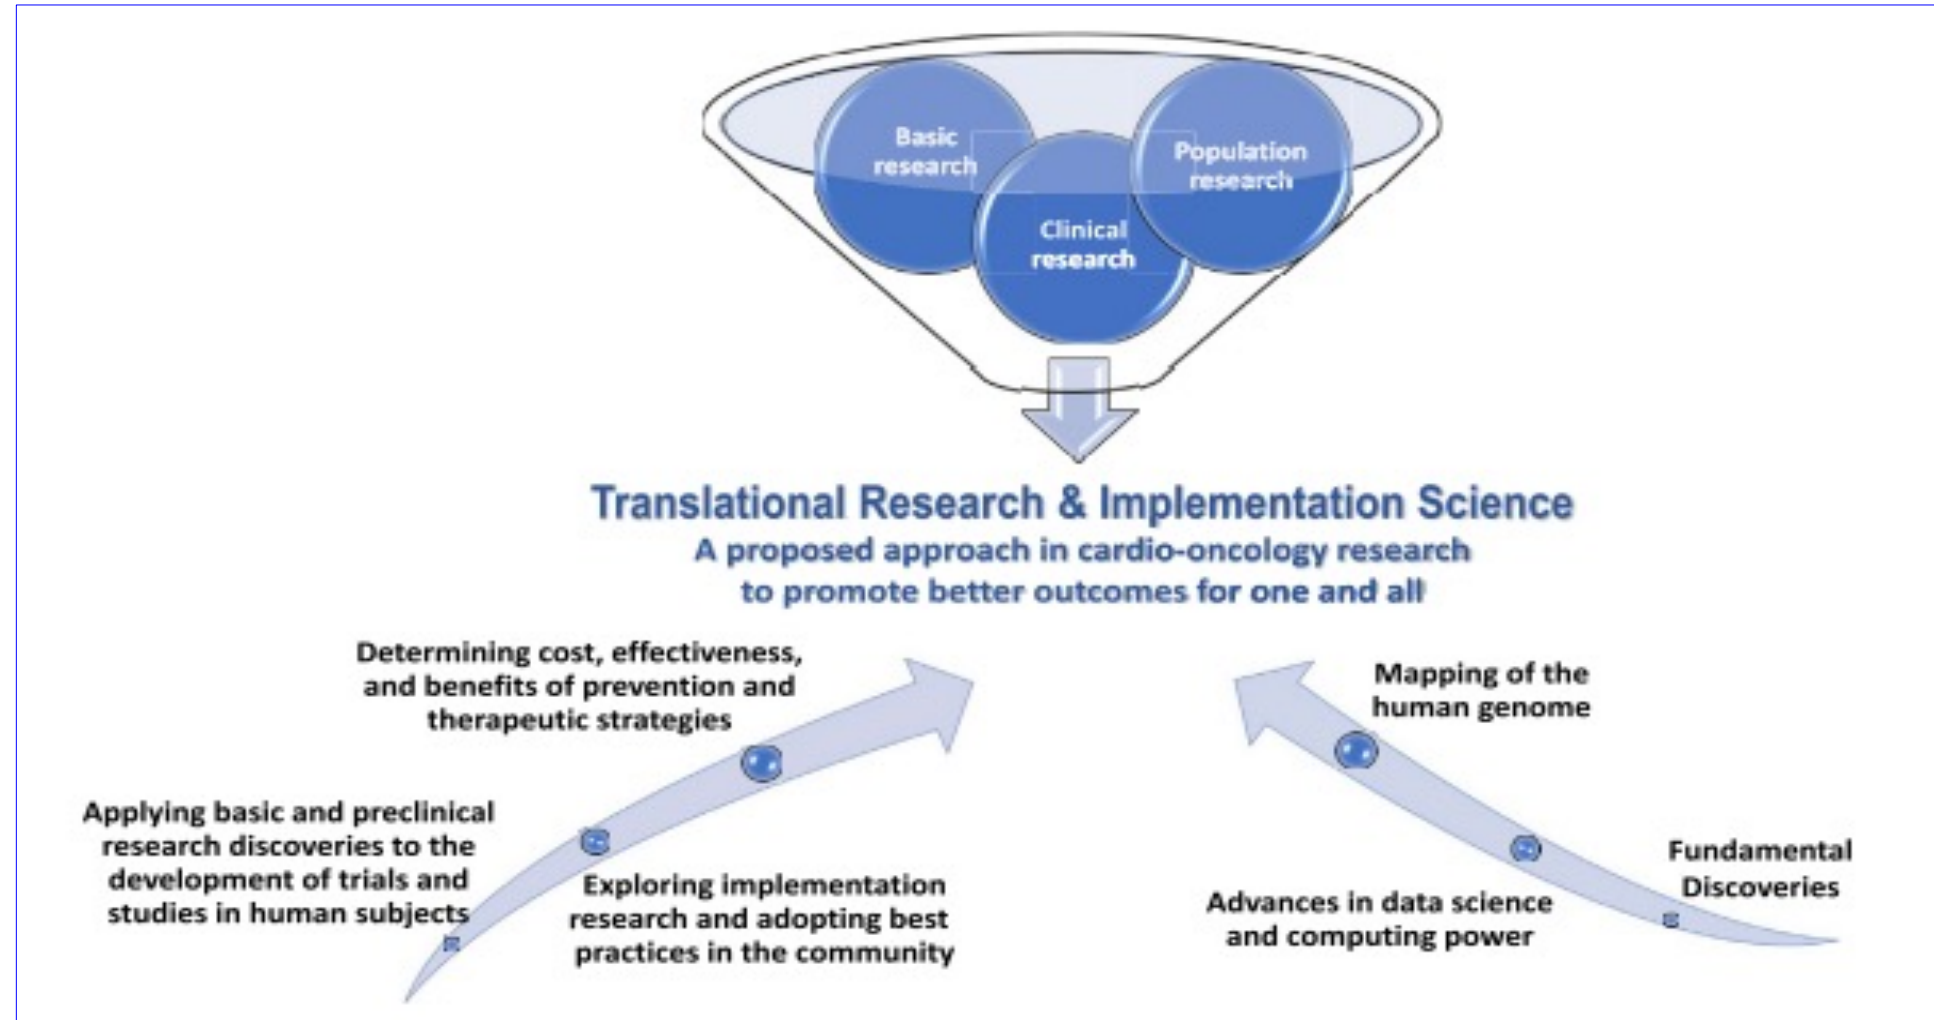 Basic
research
Population
research
Clinical
research
Translational Research & Implementation Science
A proposed approach in cardio-oncology research
to promote better outcomes for one and all
Determining cost, effectiveness,
and benefits of prevention and
therapeutic strategies
Applying basic and preclinical
research discoveries to the
development of trials and
studies in human subjects
Exploring implementation
research and adopting best
practices in the community
Mapping of the
human genome
Advances in data science
and computing power
Fundamental
Discoveries